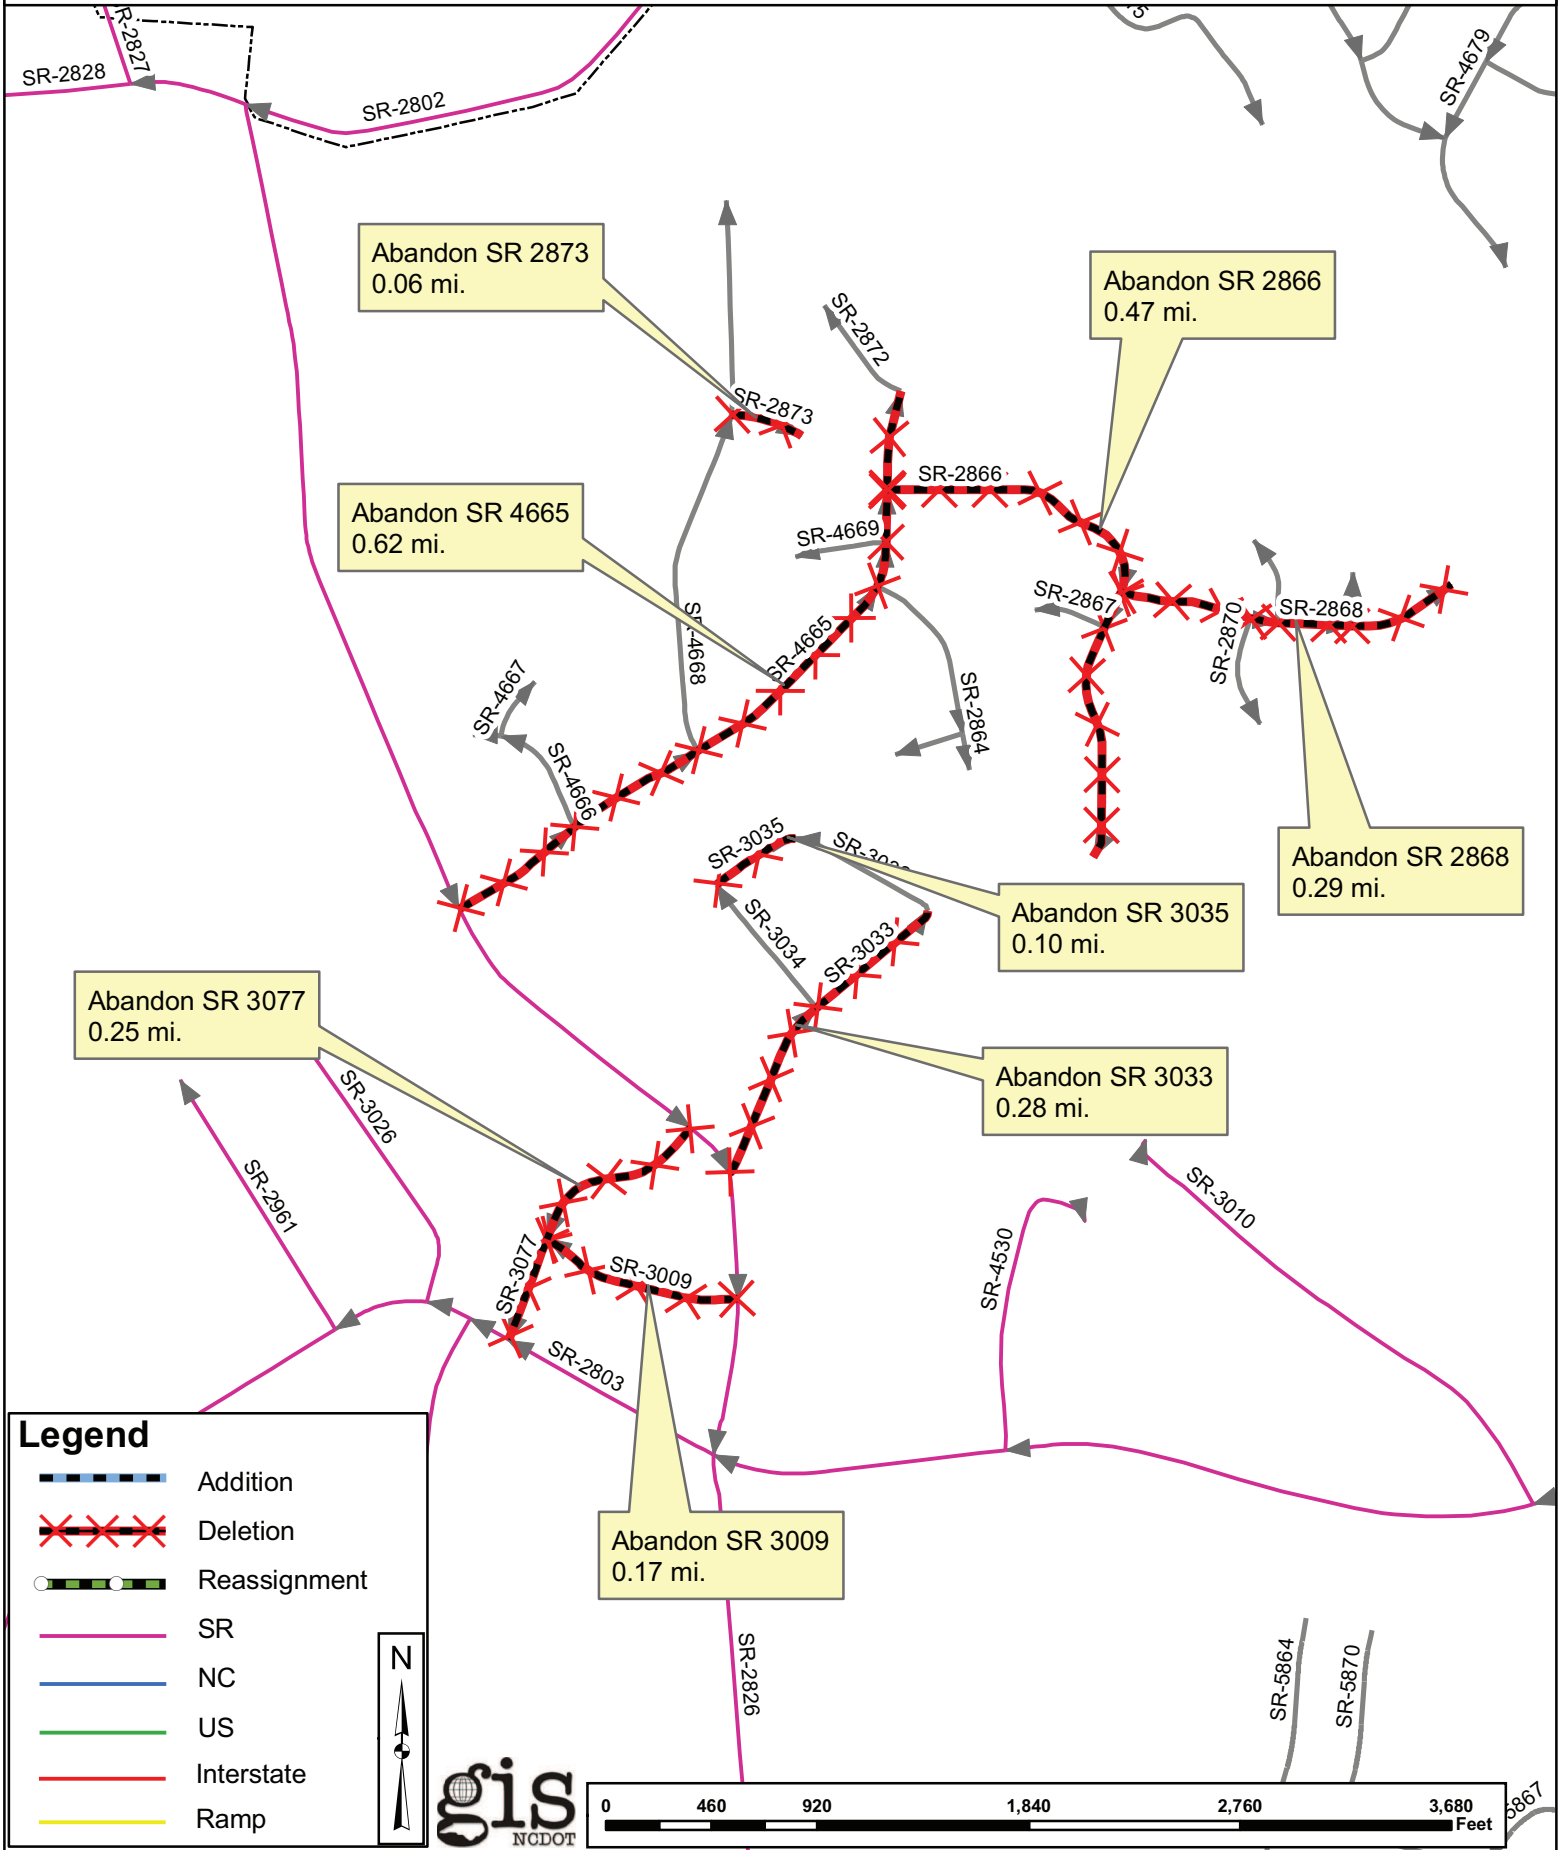 SR-2827
SR-2828
SR-2802
SR-4679
Abandon SR 2873
0.06 mi.
Abandon SR 2866
0.47 mi.
SR-2872
SR-2873
SR-2866
Abandon SR 4665
0.62 mi.
SR-4669
SR-2867
SR-2870
SR-2868
SR-4668
SR-4665
SR-4667
SR-2864
SR-4666
SR-3035
SR-3034
SR-3033
Abandon SR 2868
0.29 mi.
Abandon SR 3035
0.10 mi.
Abandon SR 3077
0.25 mi.
Abandon SR 3033
0.28 mi.
SR-3026
SR-2961
SR-3010
SR-4530
SR-3077
SR-3009
SR-2803
Abandon SR 3009
0.17 mi.
SR-2826
SR-5864
SR-5870
5867
Legend
Addition
Deletion
Reassignment
SR
NC
US
Interstate
Ramp
N
gis
NCDOT
0 460 920 1,840 2,760 3,680
Feet